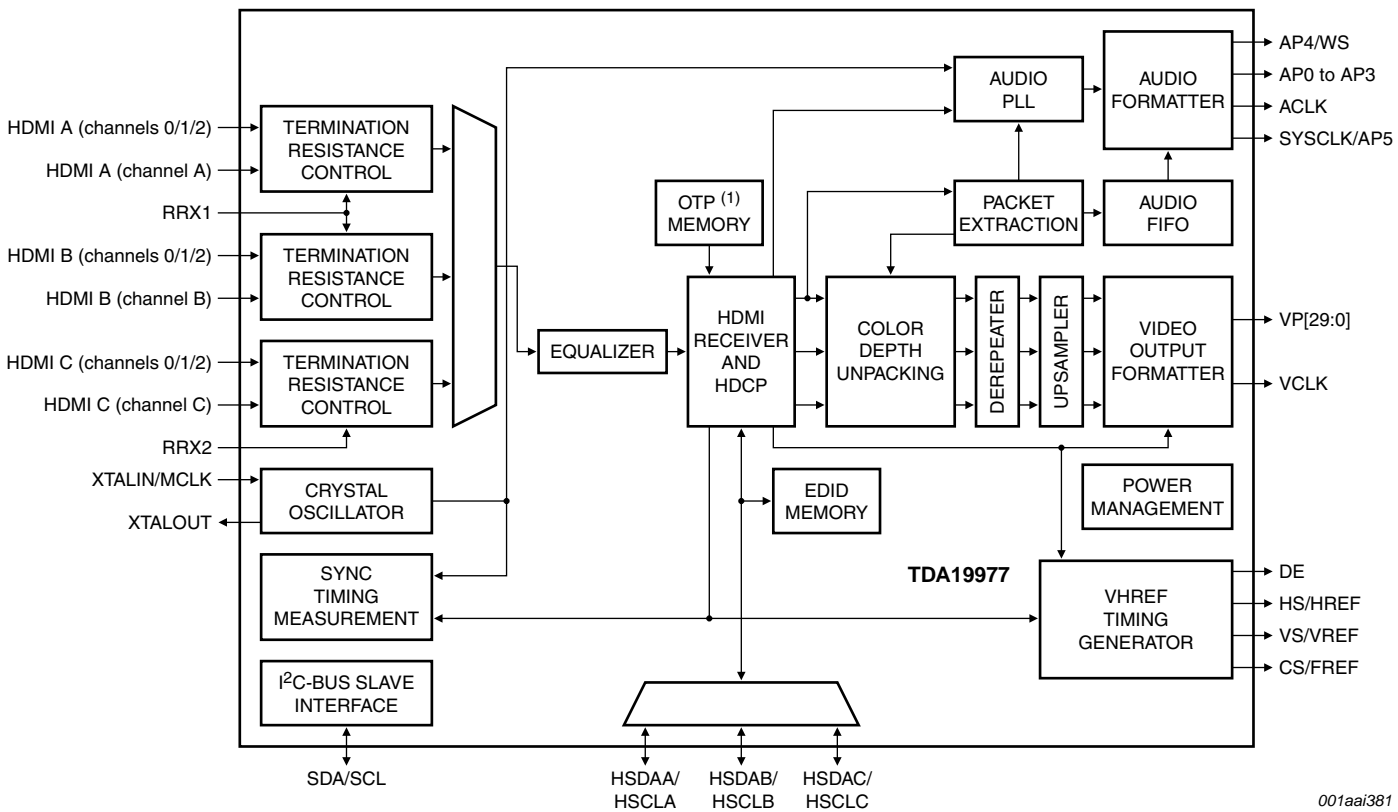 HDMI A (channels 0/1/2)
HDMI A (channel A)
RRX1
HDMI B (channels 0/1/2)
HDMI B (channel B)
HDMI C (channels 0/1/2)
HDMI C (channel C)
RRX2
XTALIN/MCLK
XTALOUT
TERMINATION
RESISTANCE
CONTROL
TERMINATION
RESISTANCE
CONTROL
TERMINATION
RESISTANCE
CONTROL
CRYSTAL
OSCILLATOR
SYNC
TIMING
MEASUREMENT
I2C-BUS SLAVE
INTERFACE
SDA/SCL
EQUALIZER
OTP (1)
MEMORY
HDMI
RECEIVER
AND
HDCP
EDID
MEMORY
HSDAA/
HSCLA
HSDAB/
HSCLB
HSDAC/
HSCLC
COLOR
DEPTH
UNPACKING
DEREPEATER
UPSAMPLER
VIDEO
OUTPUT
FORMATTER
AUDIO
PLL
PACKET
EXTRACTION
AUDIO
FORMATTER
AUDIO
FIFO
POWER
MANAGEMENT
TDA19977
VHREF
TIMING
GENERATOR
AP4/WS
AP0 to AP3
ACLK
SYSCLK/AP5
VP[29:0]
VCLK
DE
HS/HREF
VS/VREF
CS/FREF
001aai381